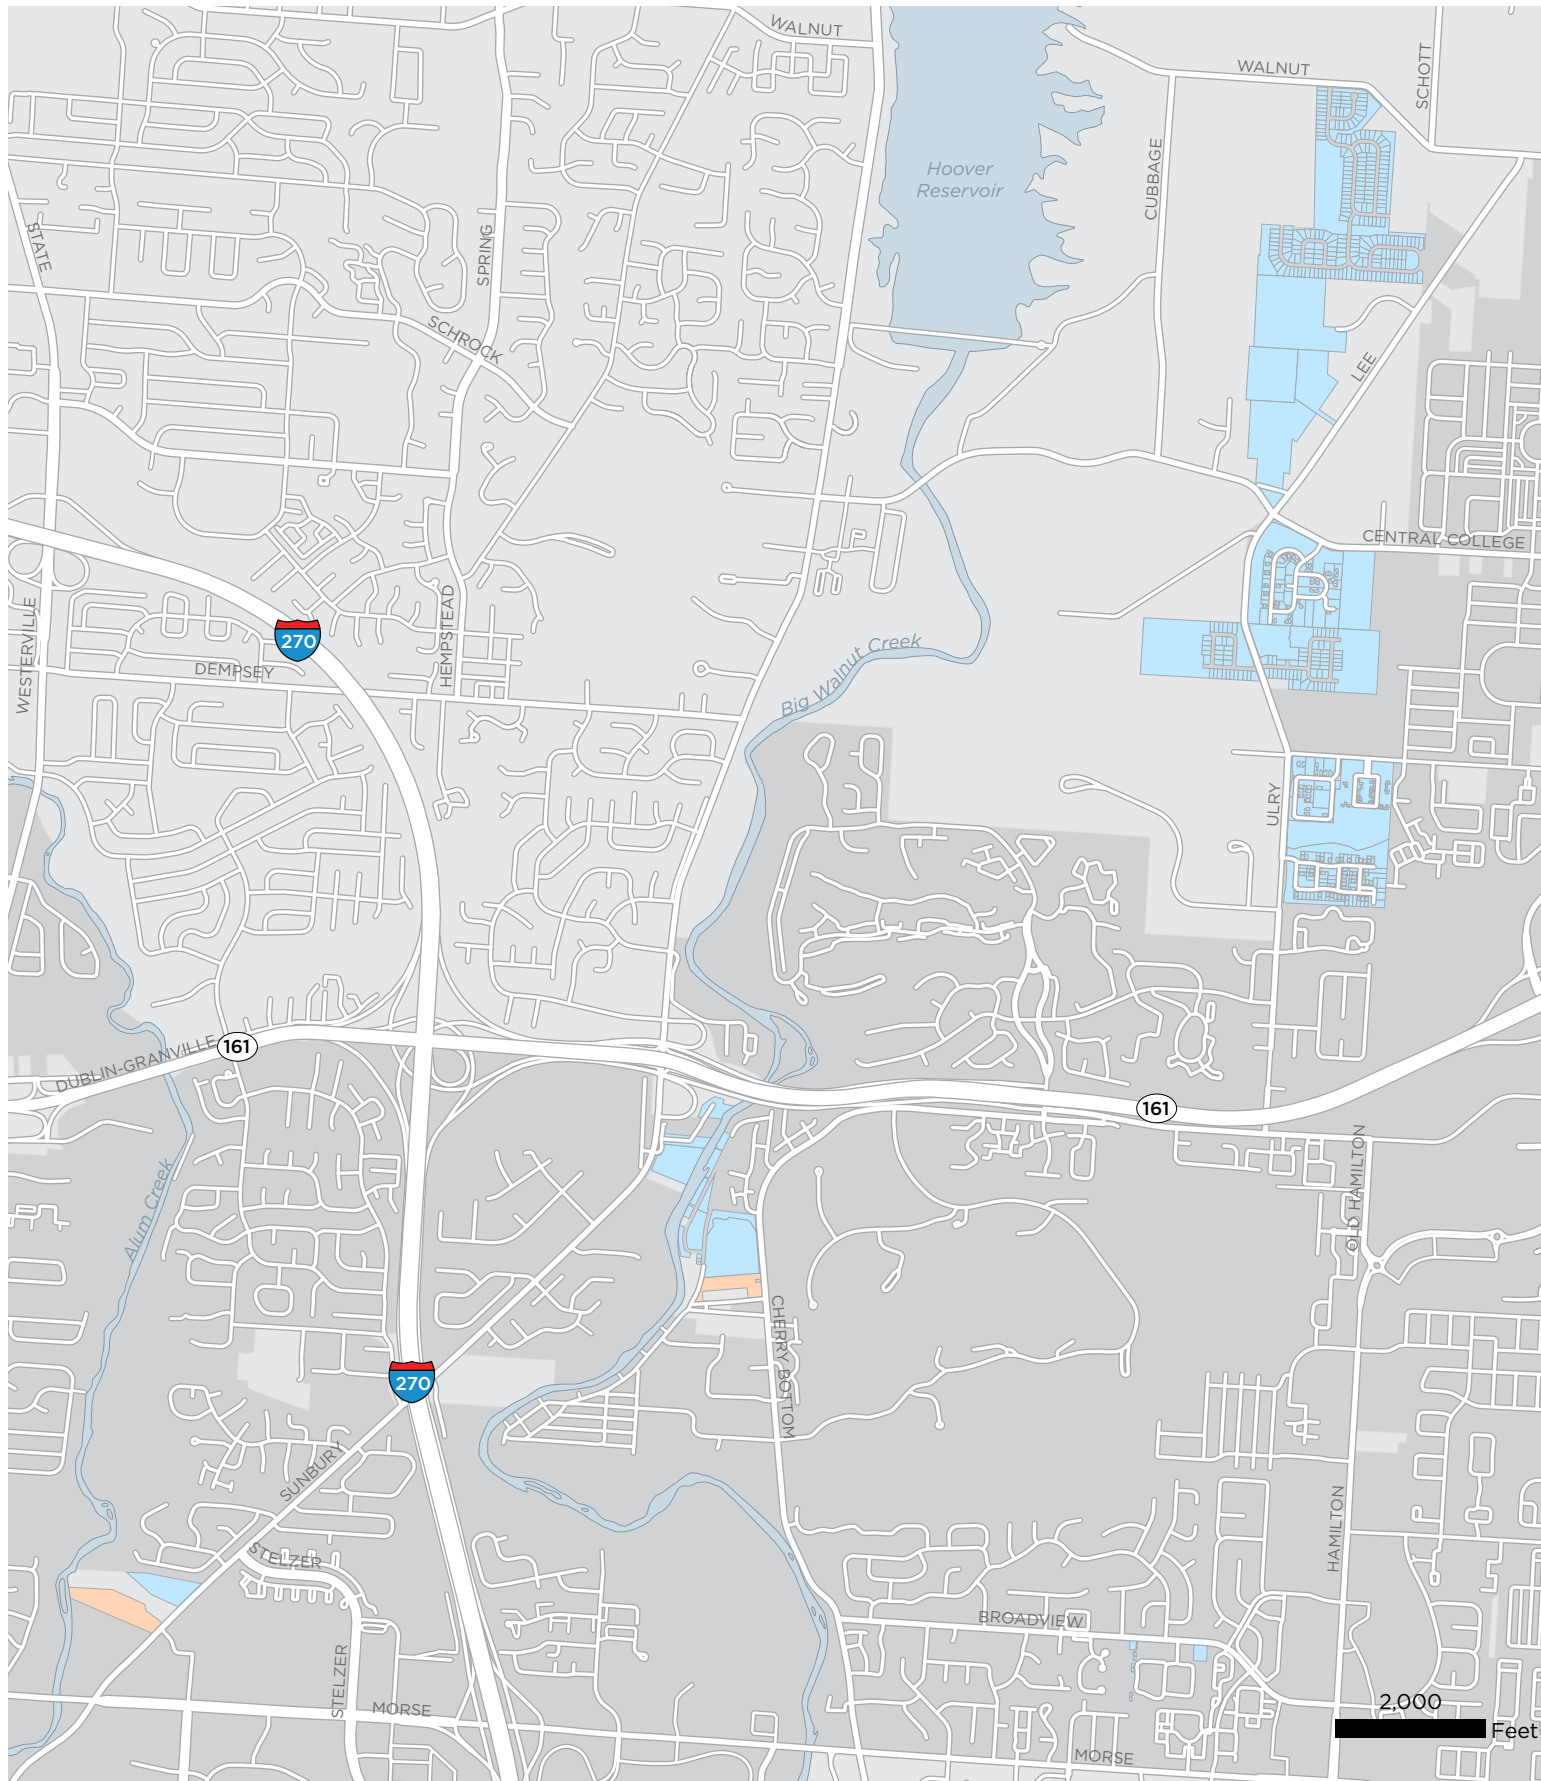 WALNUT
WALNUT
SCHOTT
Hoover
Reservoir
CUBBAGE
STATE
SPRING
SCHROCK
LEE
CENTRAL COLLEGE
WESTERVILLE
HEMPSTEAD
270
DEMPSEY
Big Walnut Creek
ULRY
DUBLIN-GRANVILLE
161
161
OLD HAMILTON
Alum Creek
CHERRY BOTTOM
270
SUNBURY
HAMILTON
STELZER
BROADVIEW
STELZER
MORSE
2,000
Feet
MORSE